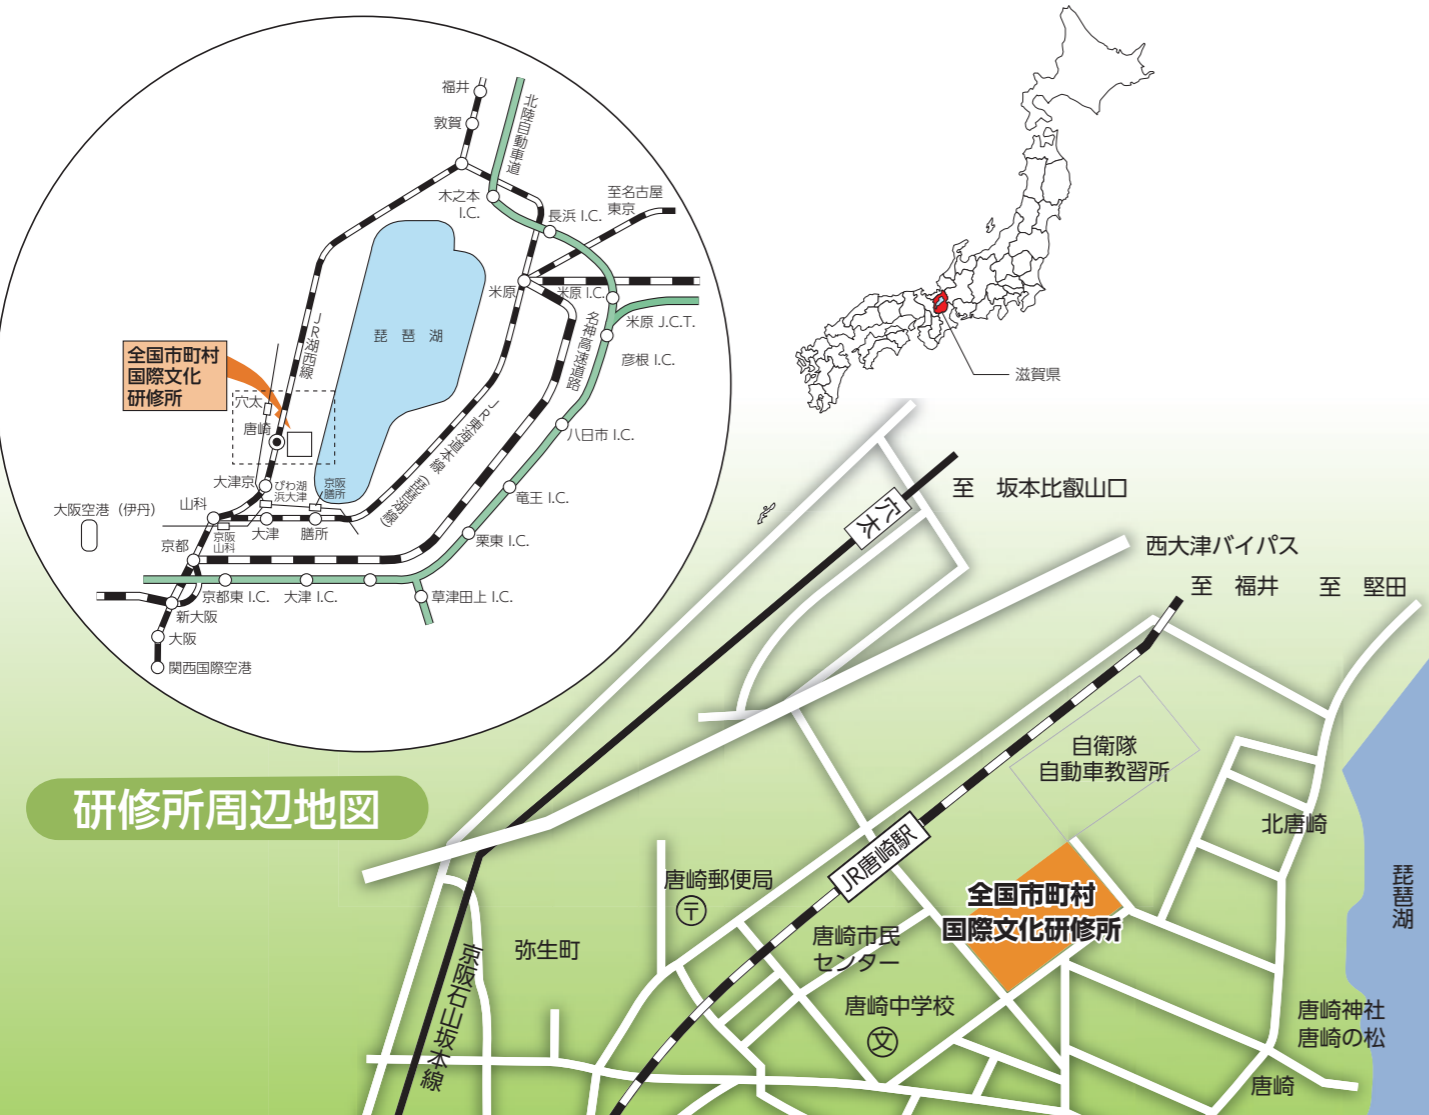 福井
敦賀
北陸自動車道
木之本
I.C.
長浜 I.C.
至名古屋
東京
米原
米原 I.C.
米原 J.C.T.
名神高速道路
彦根 I.C.
琵 琶 湖
JR湖西線
全国市町村
国際文化
研修所
穴太
唐崎
JR東海道本線(琵琶湖線)
八日市 I.C.
竜王 I.C.
栗東 I.C.
草津田上 I.C.
大津京
びわ湖
浜大津
京阪
膳所
大阪空港(伊丹)
山科
京阪
山科
大津
膳所
京都
京都東 I.C.
大津 I.C.
新大阪
大阪
関西国際空港
滋賀県
研修所周辺地図
穴太
至 坂本比叡山口
西大津バイパス
至 福井
至 堅田
自衛隊
自動車教習所
北唐崎
琵琶湖
JR唐崎駅
唐崎郵便局
〒
全国市町村
国際文化研修所
唐崎市民
センター
弥生町
京阪石山坂本線
唐崎中学校
文
唐崎神社
唐崎の松
唐崎